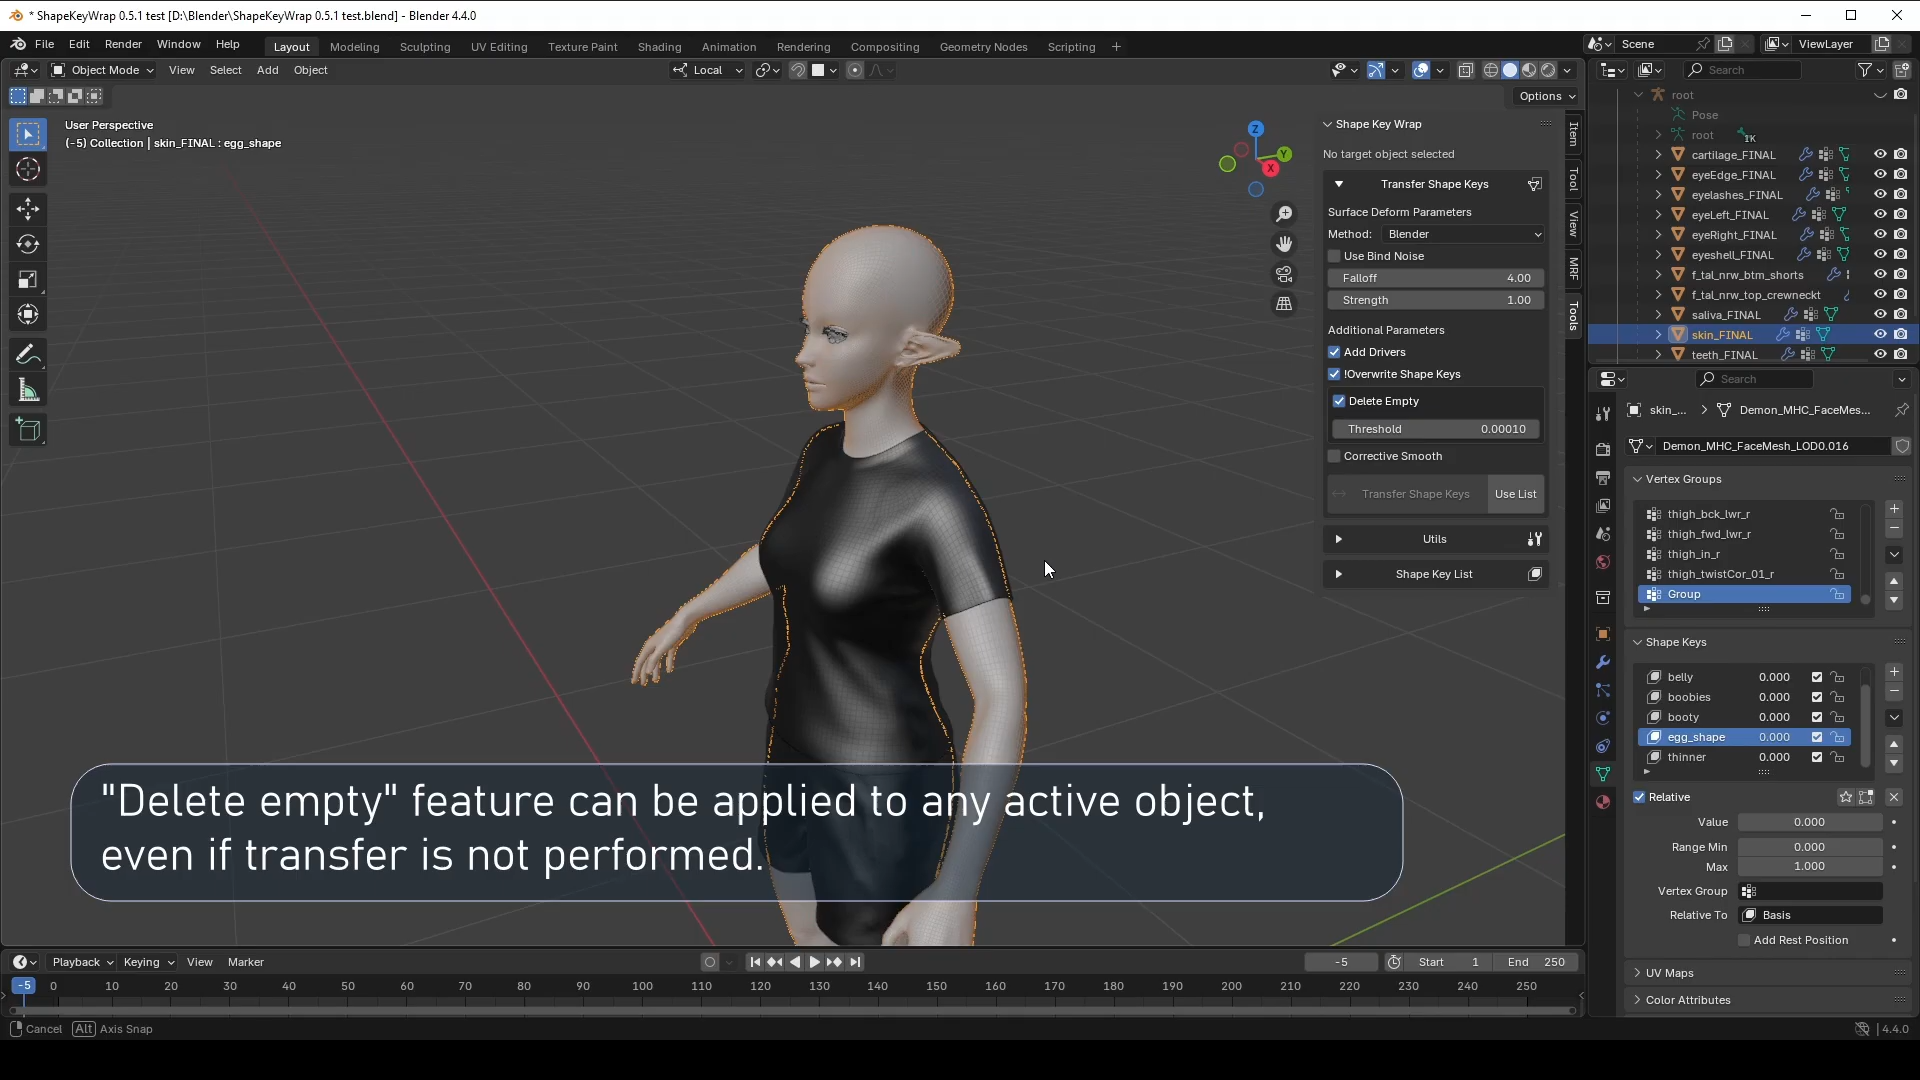 * ShapeKeyWrap 0.5.1 test [D:\Blender\ShapeKeyWrap 0.5.1 test.blend] - Blender 4.4.0
File Edit Render Window Help Layout Modeling Sculpting UV Editing Texture Paint Shading Animation Rendering Compositing Geometry Nodes Scripting + Scene ViewLayer
Object Mode View Select Add Object Local Search
Options
User Perspective
(-5) Collection | skin_FINAL : egg_shape
Z
Y
X
Shape Key Wrap
No target object selected
Transfer Shape Keys
Surface Deform Parameters
Method: Blender
Use Bind Noise
Falloff 4.00
Strength 1.00
Additional Parameters
Add Drivers
!Overwrite Shape Keys
Delete Empty
Threshold 0.00010
Corrective Smooth
Transfer Shape Keys Use List
Utils
Shape Key List
Item
Tool
View
MRF
Tools
root
Pose
root
cartilage_FINAL
eyeEdge_FINAL
eyelashes_FINAL
eyeLeft_FINAL
eyeRight_FINAL
eyeshell_FINAL
f_tal_nrw_btm_shorts
f_tal_nrw_top_crewneckt
saliva_FINAL
skin_FINAL
teeth_FINAL
Search
skin_... Demon_MHC_FaceMes...
Demon_MHC_FaceMesh_LOD0.016
Vertex Groups
thigh_bck_lwr_r
thigh_fwd_lwr_r
thigh_in_r
thigh_twistCor_01_r
Group
Shape Keys
belly 0.000
boobies 0.000
booty 0.000
egg_shape 0.000
thinner 0.000
Relative
Value 0.000
Range Min 0.000
Max 1.000
Vertex Group
Relative To Basis
Add Rest Position
UV Maps
Color Attributes
"Delete empty" feature can be applied to any active object,
even if transfer is not performed.
Playback Keying View Marker -5 Start 1 End 250
-5 0 10 20 30 40 50 60 70 80 90 100 110 120 130 140 150 160 170 180 190 200 210 220 230 240 250
Cancel Alt Axis Snap 4.4.0